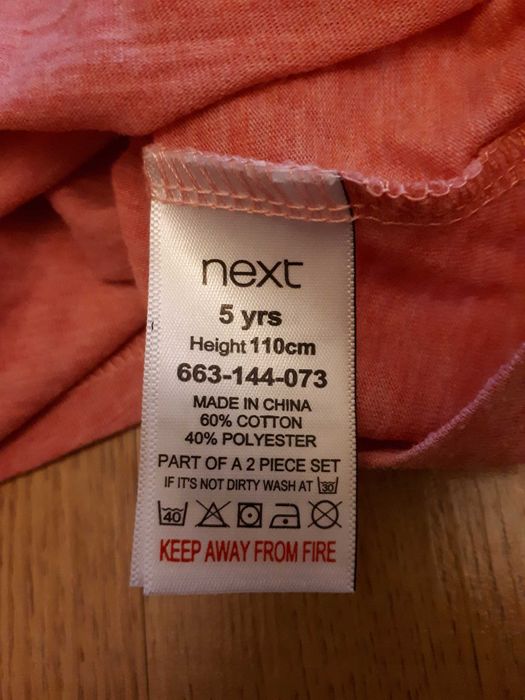 next
5 yrs
Height 110cm
663-144-073
MADE IN CHINA
60% COTTON
40% POLYESTER
PART OF A 2 PIECE SET
IF IT'S NOT DIRTY WASH AT 30
40
KEEP AWAY FROM FIRE